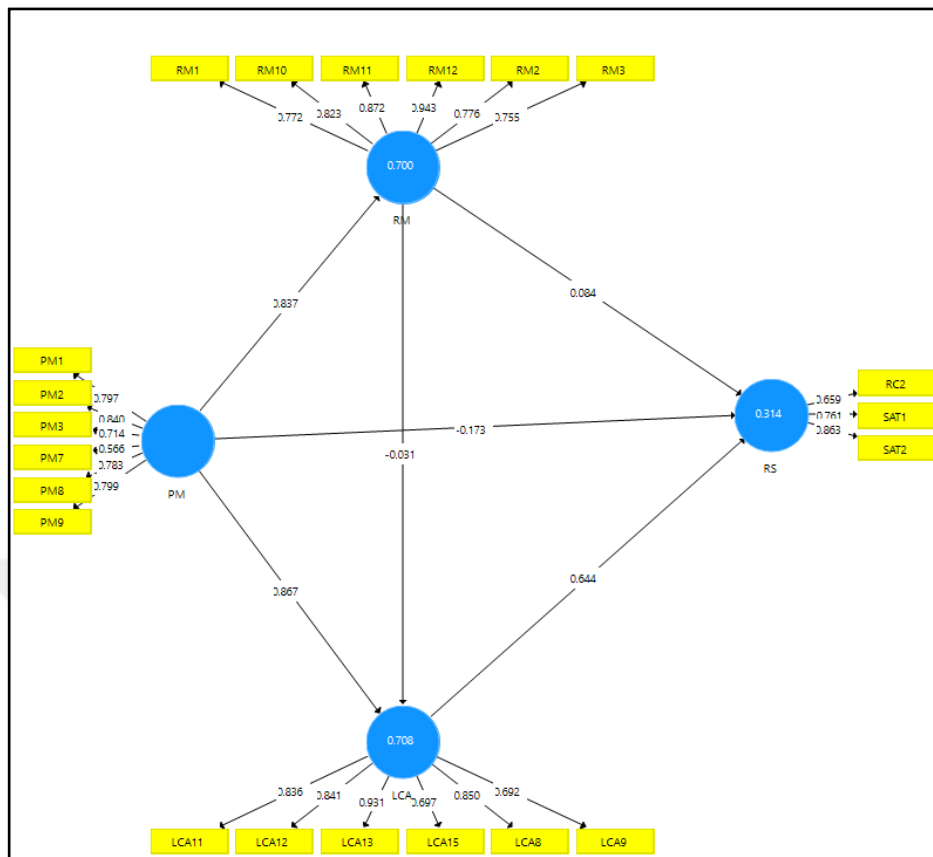 RM1 RM10 RM11 RM12 RM2 RM3
0.772 0.823 0.872 0.943 0.776 0.755
0.700
RM
0.837
0.084
PM1
PM2
PM3
PM7
PM8
PM9
0.797
0.840
0.714
0.566
0.783
0.799
PM
-0.173
-0.031
0.314
RS
0.659
0.761
0.863
RC2
SAT1
SAT2
0.867
0.644
0.708
LCA
0.836 0.841 0.931 0.697 0.850 0.692
LCA11 LCA12 LCA13 LCA15 LCA8 LCA9